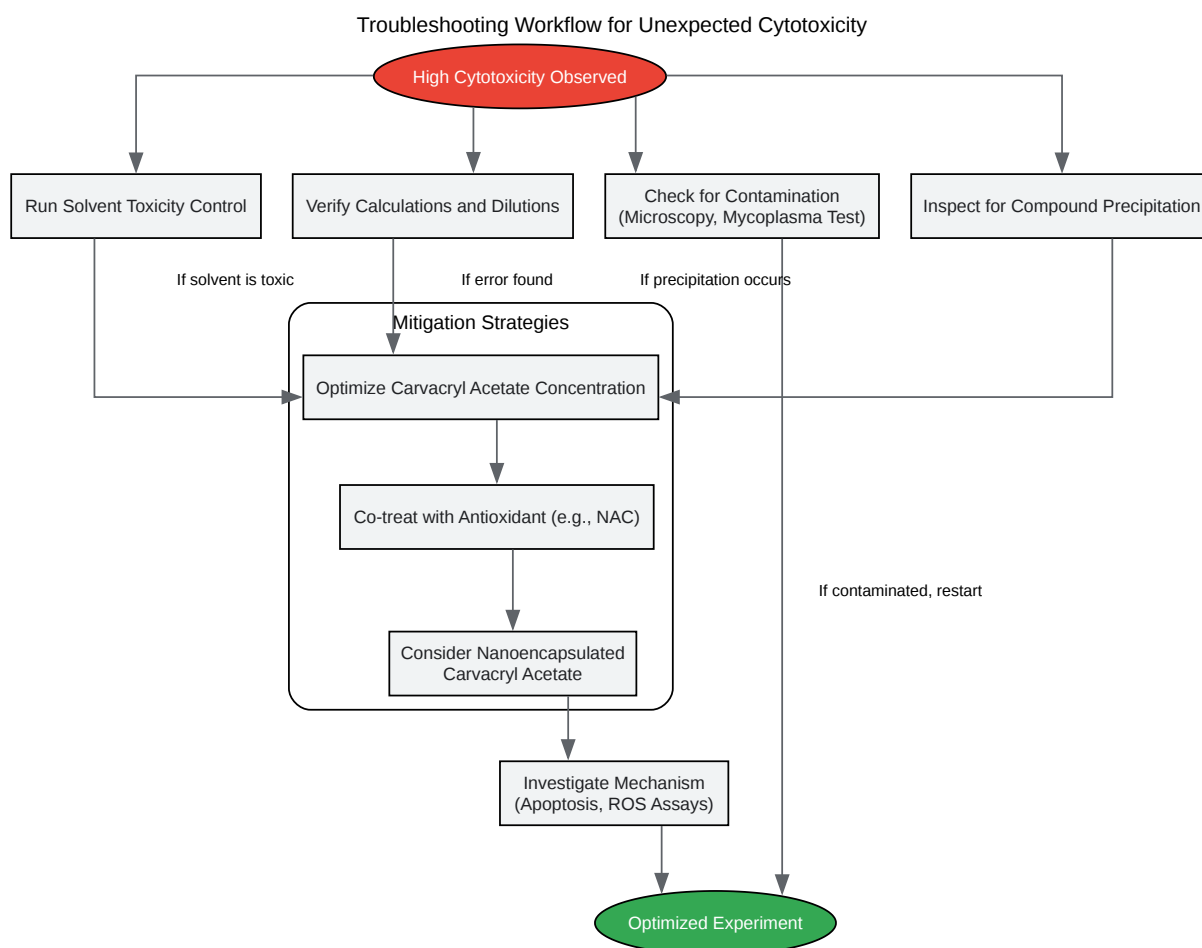 Troubleshooting Workflow for Unexpected Cytotoxicity
High Cytotoxicity Observed
Run Solvent Toxicity Control
Verify Calculations and Dilutions
Check for Contamination
(Microscopy, Mycoplasma Test)
Inspect for Compound Precipitation
If solvent is toxic
If error found
If precipitation occurs
Mitigation Strategies
Optimize Carvacryl Acetate Concentration
Co-treat with Antioxidant (e.g., NAC)
If contaminated, restart
Consider Nanoencapsulated
Carvacryl Acetate
Investigate Mechanism
(Apoptosis, ROS Assays)
Optimized Experiment